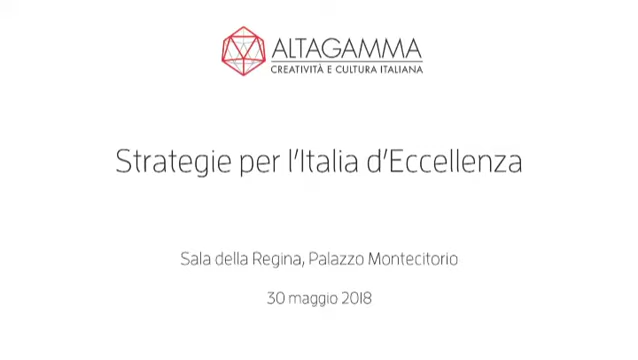 ALTAGAMMA
CREATIVITÀ E CULTURA ITALIANA
Strategie per l'Italia d'Eccellenza
Sala della Regina, Palazzo Montecitorio
30 maggio 2018